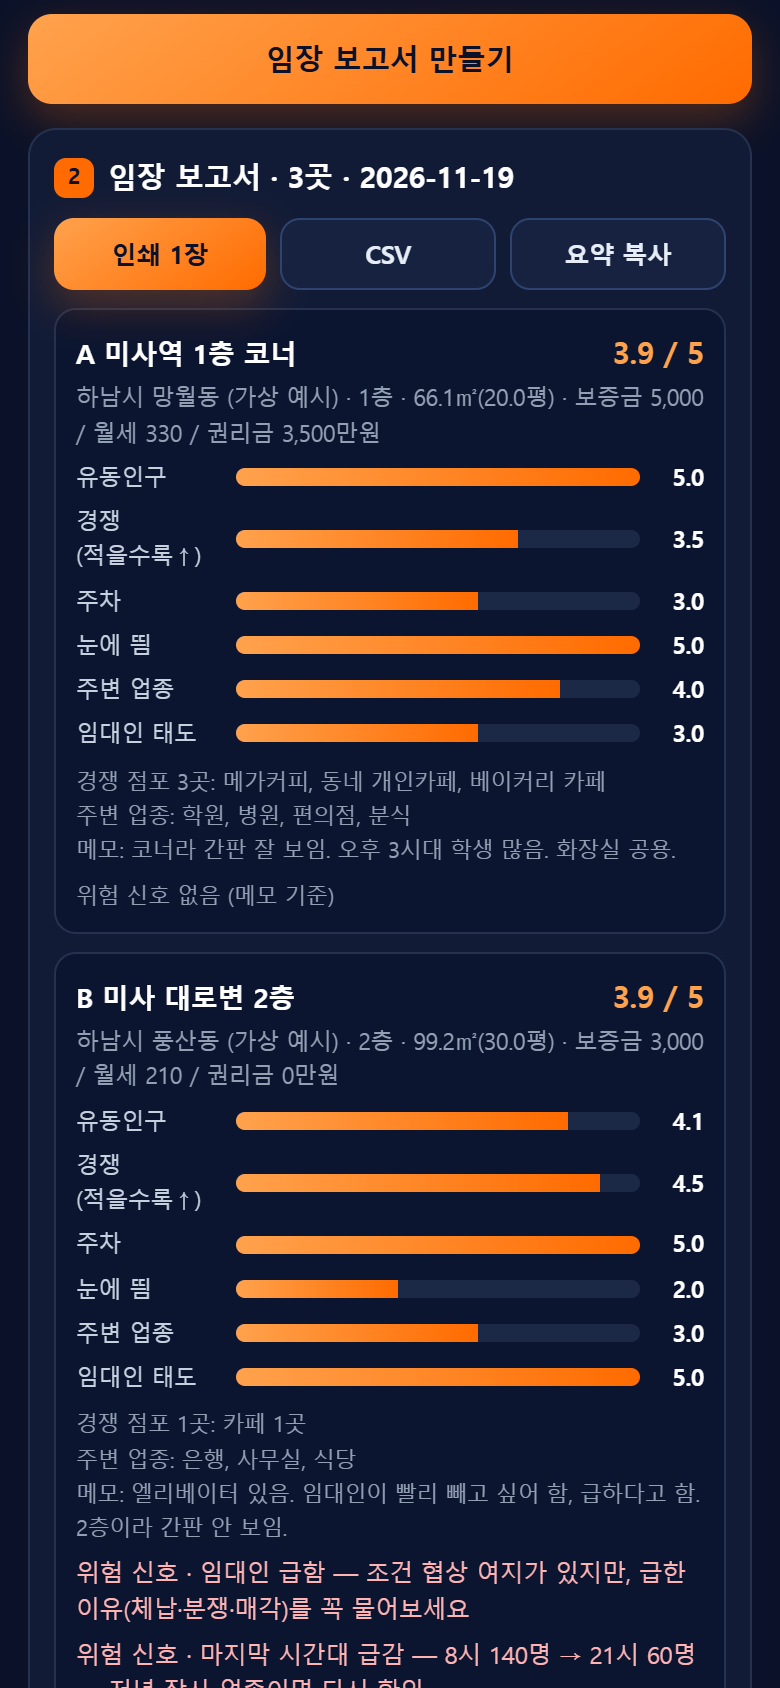 임장 보고서 만들기
2 임장 보고서 · 3곳 · 2026-11-19
인쇄 1장 CSV 요약 복사
A 미사역 1층 코너 3.9 / 5
하남시 망월동 (가상 예시) · 1층 · 66.1㎡(20.0평) · 보증금 5,000
/ 월세 330 / 권리금 3,500만원
유동인구 5.0
경쟁
(적을수록↑) 3.5
주차 3.0
눈에 띔 5.0
주변 업종 4.0
임대인 태도 3.0
경쟁 점포 3곳: 메가커피, 동네 개인카페, 베이커리 카페
주변 업종: 학원, 병원, 편의점, 분식
메모: 코너라 간판 잘 보임. 오후 3시대 학생 많음. 화장실 공용.
위험 신호 없음 (메모 기준)
B 미사 대로변 2층 3.9 / 5
하남시 풍산동 (가상 예시) · 2층 · 99.2㎡(30.0평) · 보증금 3,000
/ 월세 210 / 권리금 0만원
유동인구 4.1
경쟁
(적을수록↑) 4.5
주차 5.0
눈에 띔 2.0
주변 업종 3.0
임대인 태도 5.0
경쟁 점포 1곳: 카페 1곳
주변 업종: 은행, 사무실, 식당
메모: 엘리베이터 있음. 임대인이 빨리 빼고 싶어 함, 급하다고 함.
2층이라 간판 안 보임.
위험 신호 · 임대인 급함 — 조건 협상 여지가 있지만, 급한
이유(체납·분쟁·매각)를 꼭 물어보세요
위험 신호 · 마지막 시간대 급감 — 8시 140명 → 21시 60명